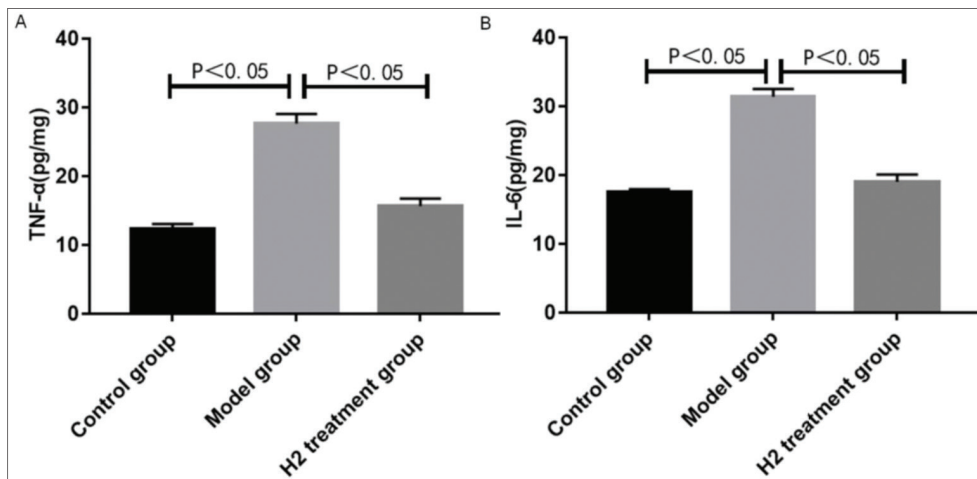 A
40
30
20
10
0
TNF-α(pg/mg)
P<0.05
P<0.05
Control group
Model group
H2 treatment group
B
40
30
20
10
0
IL-6(pg/mg)
P<0.05
P<0.05
Control group
Model group
H2 treatment group